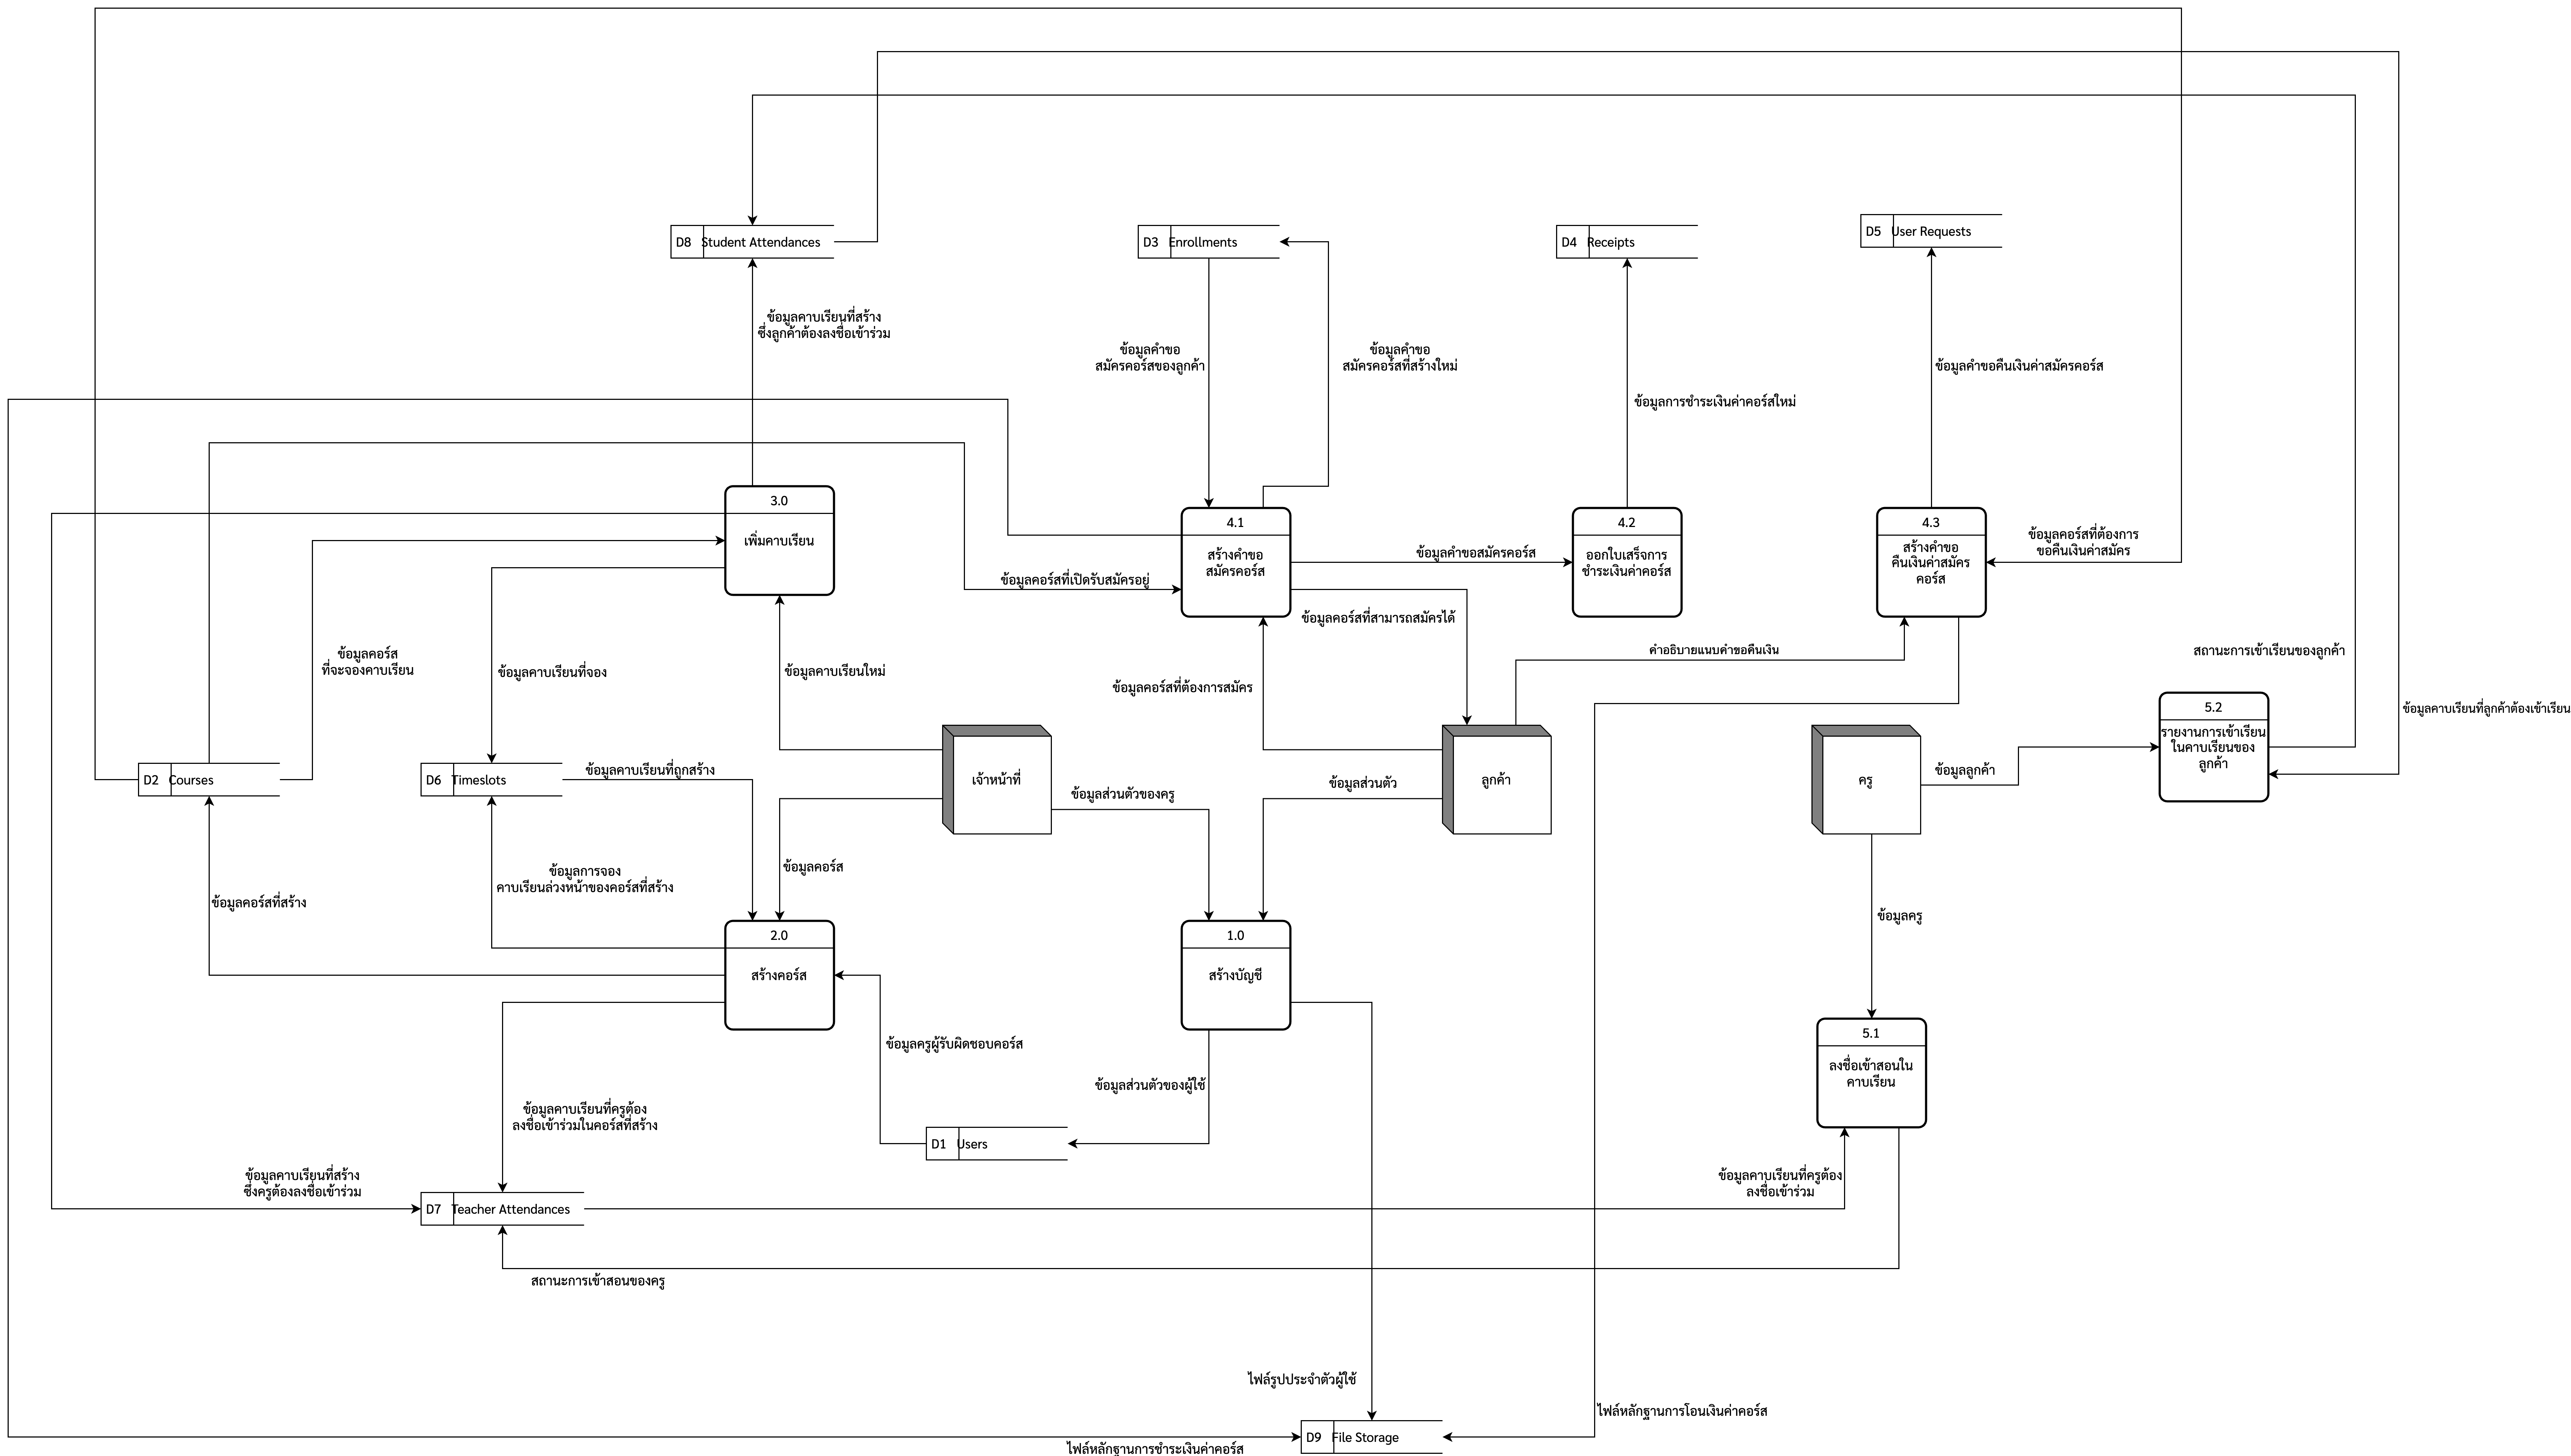 D8 Student Attendances
D3 Enrollments
D4 Receipts
D5 User Requests
ข้อมูลคาบเรียนที่สร้าง
ซึ่งลูกค้าต้องลงชื่อเข้าร่วม
ข้อมูลคำขอ
สมัครคอร์สของลูกค้า
ข้อมูลคำขอ
สมัครคอร์สที่สร้างใหม่
ข้อมูลการชำระเงินค่าคอร์สใหม่
ข้อมูลคำขอคืนเงินค่าสมัครคอร์ส
3.0
เพิ่มคาบเรียน
4.1
สร้างคำขอ
สมัครคอร์ส
4.2
ออกใบเสร็จการ
ชำระเงินค่าคอร์ส
4.3
สร้างคำขอ
คืนเงินค่าสมัคร
คอร์ส
ข้อมูลคอร์สที่ต้องการ
ขอคืนเงินค่าสมัคร
ข้อมูลคำขอสมัครคอร์ส
ข้อมูลคอร์สที่เปิดรับสมัครอยู่
ข้อมูลคอร์สที่สามารถสมัครได้
ข้อมูลคอร์ส
ที่จะจองคาบเรียน
ข้อมูลคาบเรียนที่จอง
ข้อมูลคาบเรียนใหม่
ข้อมูลคอร์สที่ต้องการสมัคร
คำอธิบายแนบคำขอคืนเงิน
สถานะการเข้าเรียนของลูกค้า
5.2
รายงานการเข้าเรียน
ในคาบเรียนของ
ลูกค้า
ข้อมูลคาบเรียนที่ลูกค้าต้องเข้าเรียน
D2 Courses
D6 Timeslots
ข้อมูลคาบเรียนที่ถูกสร้าง
เจ้าหน้าที่
ข้อมูลส่วนตัวของครู
ข้อมูลส่วนตัว
ลูกค้า
ครู
ข้อมูลลูกค้า
ข้อมูลคอร์ส
ข้อมูลการจอง
คาบเรียนล่วงหน้าของคอร์สที่สร้าง
ข้อมูลคอร์สที่สร้าง
ข้อมูลครู
2.0
สร้างคอร์ส
1.0
สร้างบัญชี
5.1
ลงชื่อเข้าสอนใน
คาบเรียน
ข้อมูลครูผู้รับผิดชอบคอร์ส
ข้อมูลส่วนตัวของผู้ใช้
ข้อมูลคาบเรียนที่ครูต้อง
ลงชื่อเข้าร่วมในคอร์สที่สร้าง
D1 Users
ข้อมูลคาบเรียนที่สร้าง
ซึ่งครูต้องลงชื่อเข้าร่วม
ข้อมูลคาบเรียนที่ครูต้อง
ลงชื่อเข้าร่วม
D7 Teacher Attendances
สถานะการเข้าสอนของครู
ไฟล์รูปประจำตัวผู้ใช้
ไฟล์หลักฐานการโอนเงินค่าคอร์ส
D9 File Storage
ไฟล์หลักฐานการชำระเงินค่าคอร์ส